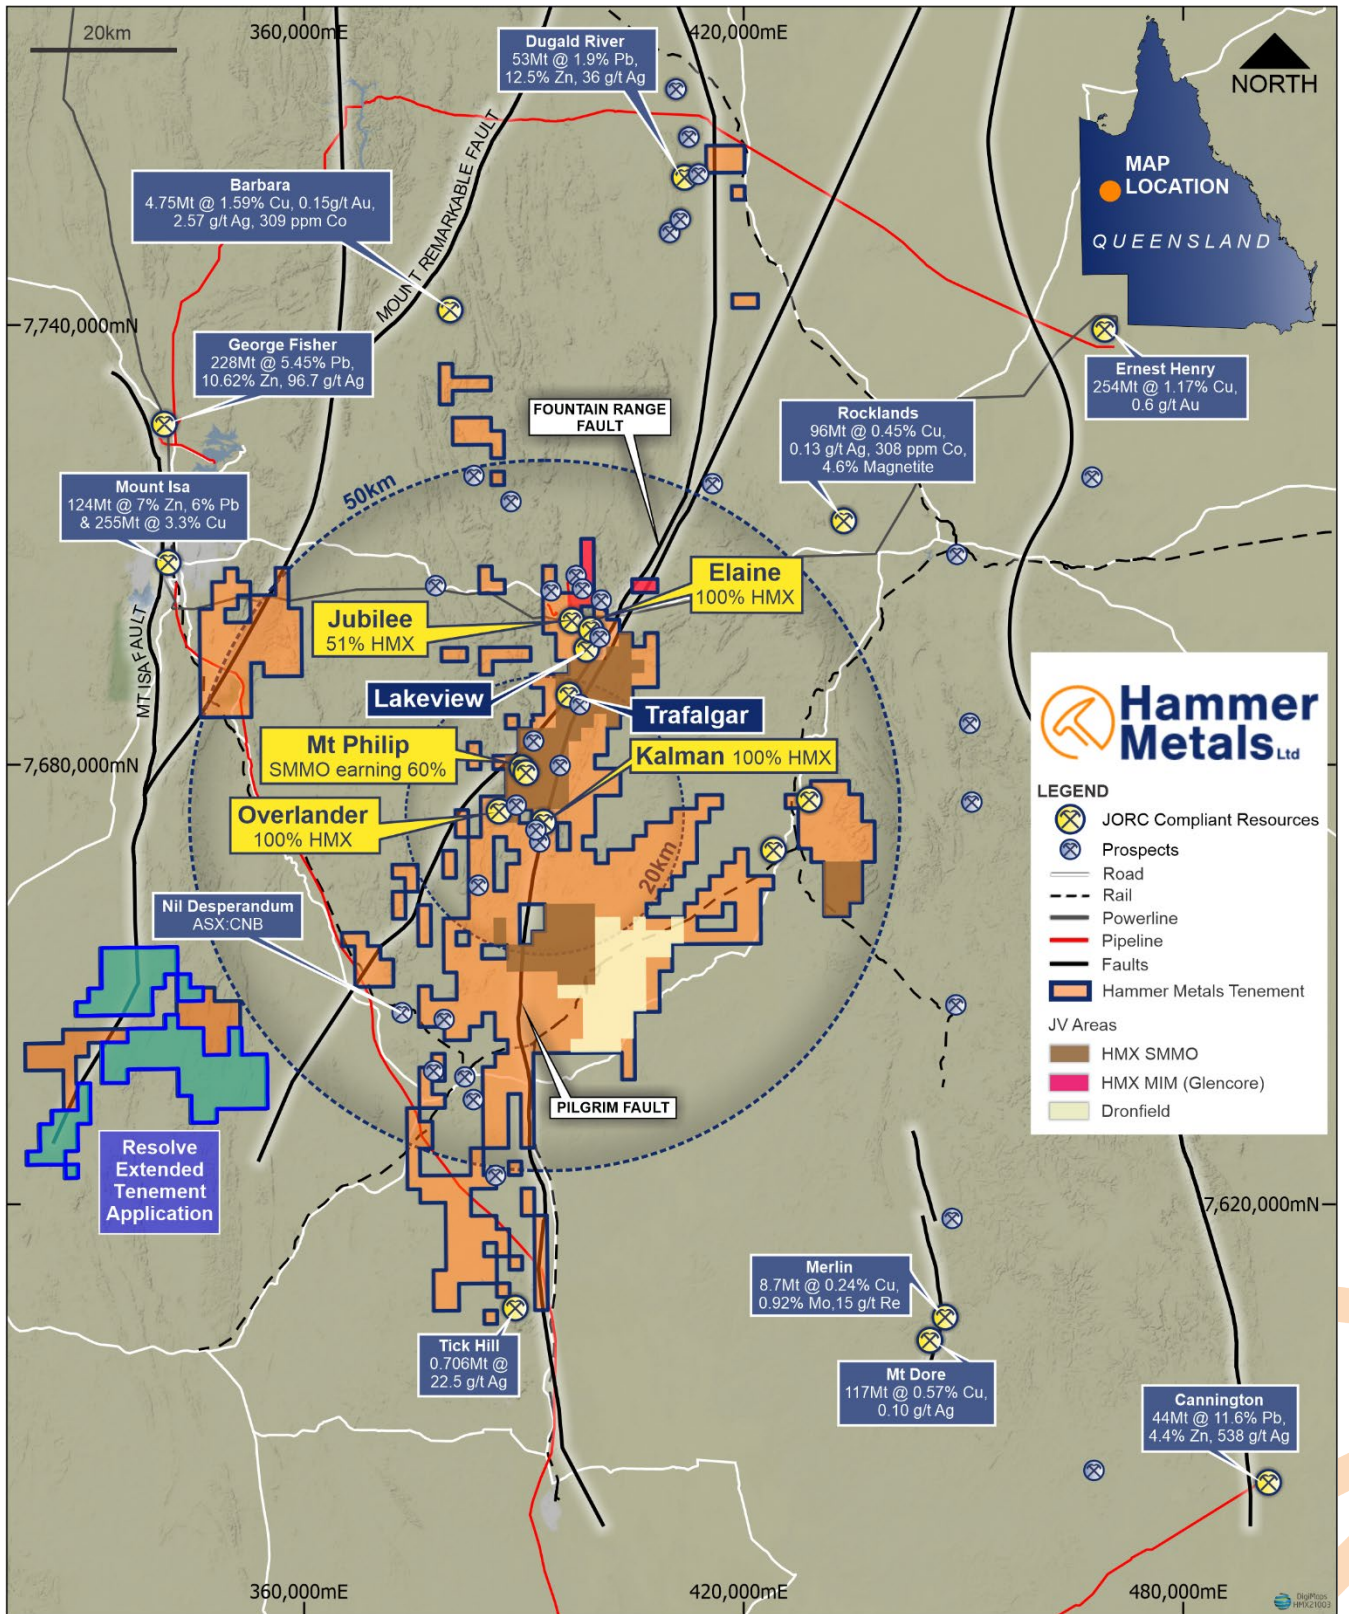 20km
360,000mE
420,000mE
Dugald River
53Mt @ 1.9% Pb,
12.5% Zn, 36 g/t Ag
NORTH
MAP
LOCATION
QUEENSLAND
MOUNT REMARKABLE FAULT
Barbara
4.75Mt @ 1.59% Cu, 0.15g/t Au,
2.57 g/t Ag, 309 ppm Co
7,740,000mN
George Fisher
228Mt @ 5.45% Pb,
10.62% Zn, 96.7 g/t Ag
Ernest Henry
254Mt @ 1.17% Cu,
0.6 g/t Au
FOUNTAIN RANGE
FAULT
Rocklands
96Mt @ 0.45% Cu,
0.13 g/t Ag, 308 ppm Co,
4.6% Magnetite
Mount Isa
124Mt @ 7% Zn, 6% Pb
& 255Mt @ 3.3% Cu
50km
Elaine
100% HMX
Jubilee
51% HMX
MT ISA FAULT
Lakeview
Trafalgar
Mt Philip
SMMO earning 60%
Kalman 100% HMX
7,680,000mN
Overlander
100% HMX
20km
Nil Desperandum
ASX:CNB
Hammer
Metals Ltd
LEGEND
JORC Compliant Resources
Prospects
Road
Rail
Powerline
Pipeline
Faults
Hammer Metals Tenement
JV Areas
HMX SMMO
HMX MIM (Glencore)
Dronfield
PILGRIM FAULT
Resolve
Extended
Tenement
Application
7,620,000mN
Merlin
8.7Mt @ 0.24% Cu,
0.92% Mo,15 g/t Re
Tick Hill
0.706Mt @
22.5 g/t Ag
Mt Dore
117Mt @ 0.57% Cu,
0.10 g/t Ag
Cannington
44Mt @ 11.6% Pb,
4.4% Zn, 538 g/t Ag
360,000mE
420,000mE
480,000mE
DigiMaps
HMX21003